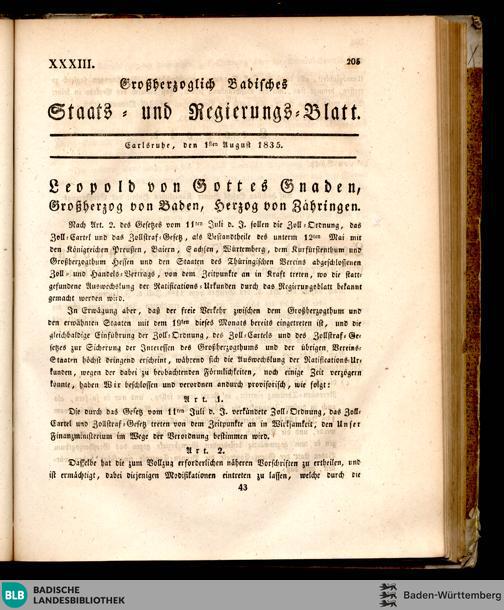 XXXIII. 205
Großherzoglich Badisches
Staats- und Regierungs-Blatt.
Carlsruhe, den 1sten August 1835.
Leopold von Gottes Gnaden,
Großherzog von Baden, Herzog von Zähringen.
Nach Art. 2. des Gesetzes vom 11ten Juli d. J. sollen die Zoll-Ordnung, das
Zoll-Cartel und das Zollstraf-Gesetz, als Bestandtheile des unterm 12ten Mai mit
den Königreichen Preußen, Baiern, Sachsen, Würtemberg, dem Kurfürstenthum und
Großherzogthum Hessen und den Staaten des Thüringischen Vereins abgeschlossenen
Zoll- und Handels-Vertrags, von dem Zeitpunkte an in Kraft treten, wo die statt-
gefundene Auswechslung der Ratifications-Urkunden durch das Regierungsblatt bekannt
gemacht werden wird.
In Erwägung aber, daß der freie Verkehr zwischen dem Großherzogthum und
den erwähnten Staaten mit dem 19ten dieses Monats bereits eingetreten ist, und die
gleichbaldige Einführung der Zoll-Ordnung, des Zoll-Cartels und des Zollstraf-Ge-
setzes zur Sicherung der Interessen des Großherzogthums und der übrigen Vereins-
Staaten höchst dringend erscheint, während sich die Auswechslung der Ratifications-Ur-
kunden, wegen der dabei zu beobachtenden Förmlichkeiten, noch einige Zeit verzögern
konnte, haben Wir beschlossen und verordnen andurch provisorisch, wie folgt:
Art. 1.
Die durch das Gesetz vom 11ten Juli d. J. verkündete Zoll-Ordnung, das Zoll-
Cartel und Zollstraf-Gesetz treten von dem Zeitpunkte an in Wirksamkeit, den Unser
Finanzministerium im Wege der Verordnung bestimmen wird.
Art. 2.
Dasselbe hat die zum Vollzug erforderlichen näheren Vorschriften zu ertheilen, und
ist ermächtigt, dabei diejenigen Modifikationen eintreten zu lassen, welche durch die
43
BLB BADISCHE
LANDESBIBLIOTHEK
Baden-Württemberg